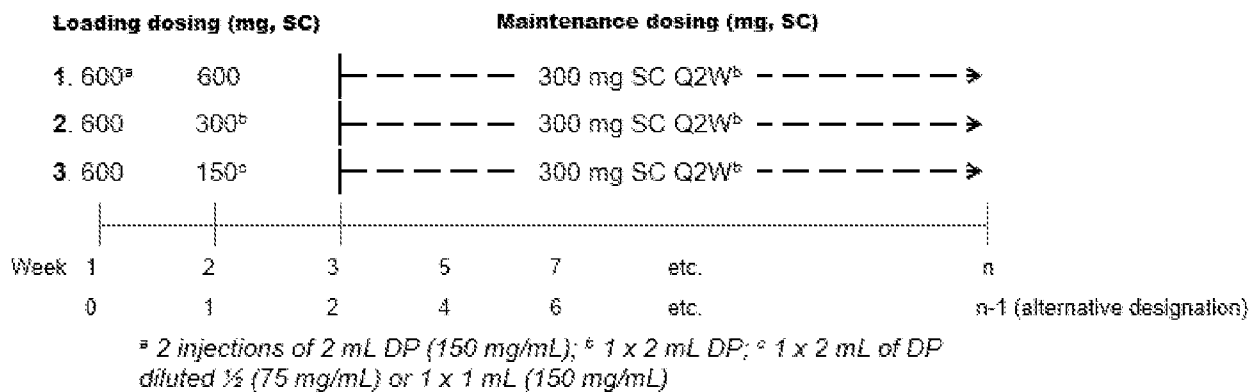 Loading dosing (mg, SC) Maintenance dosing (mg, SC)
1. 600ᵃ 600 300 mg SC Q2Wᵇ
2. 600 300ᵇ 300 mg SC Q2Wᵇ
3. 600 150ᶜ 300 mg SC Q2Wᵇ
Week 1 2 3 5 7 etc. n
0 1 2 4 6 etc. n-1 (alternative designation)
ᵃ 2 injections of 2 mL DP (150 mg/mL); ᵇ 1 x 2 mL DP; ᶜ 1 x 2 mL of DP
diluted ½ (75 mg/mL) or 1 x 1 mL (150 mg/mL)